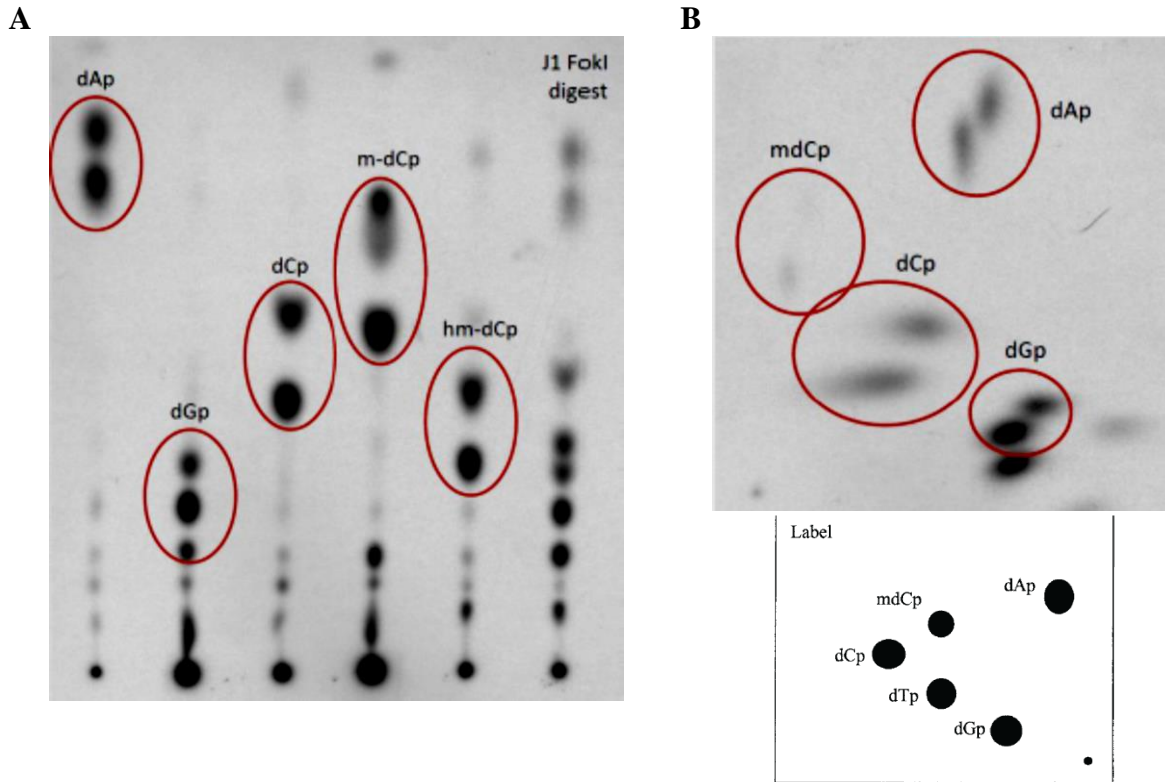 A
B
dAp
J1 FokI
digest
m-dCp
dCp
hm-dCp
dGp
dAp
mdCp
dCp
dGp
Label
dAp
mdCp
dCp
dTp
dGp